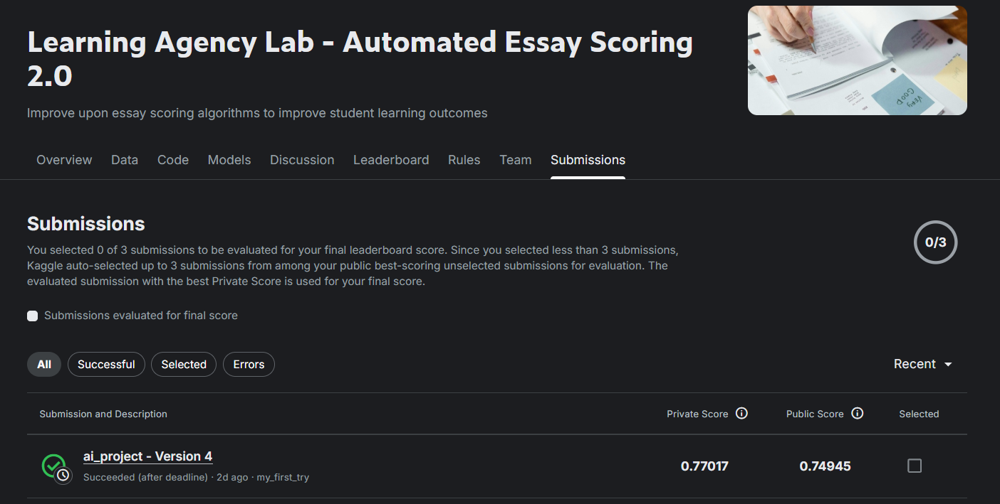 Learning Agency Lab - Automated Essay Scoring
2.0
Improve upon essay scoring algorithms to improve student learning outcomes
VERY
GOOD
Overview Data Code Models Discussion Leaderboard Rules Team Submissions
Submissions
You selected 0 of 3 submissions to be evaluated for your final leaderboard score. Since you selected less than 3 submissions,
Kaggle auto-selected up to 3 submissions from among your public best-scoring unselected submissions for evaluation. The
evaluated submission with the best Private Score is used for your final score.
0/3
Submissions evaluated for final score
All Successful Selected Errors
Recent
Submission and Description Private Score Public Score Selected
ai_project - Version 4
Succeeded (after deadline) · 2d ago · my_first_try
0.77017 0.74945